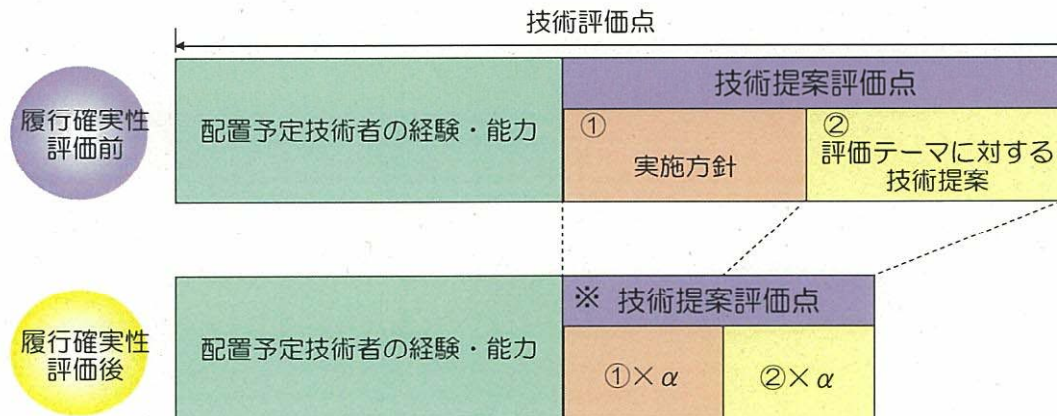 技術評価点
履行確実性
評価前
配置予定技術者の経験・能力
技術提案評価点
①
実施方針
②
評価テーマに対する
技術提案
履行確実性
評価後
配置予定技術者の経験・能力
※ 技術提案評価点
①×α
②×α